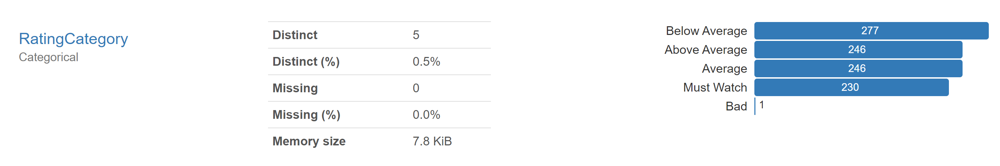 RatingCategory
Categorical
Distinct 5
Distinct (%) 0.5%
Missing 0
Missing (%) 0.0%
Memory size 7.8 KiB
Below Average 277
Above Average 246
Average 246
Must Watch 230
Bad 1